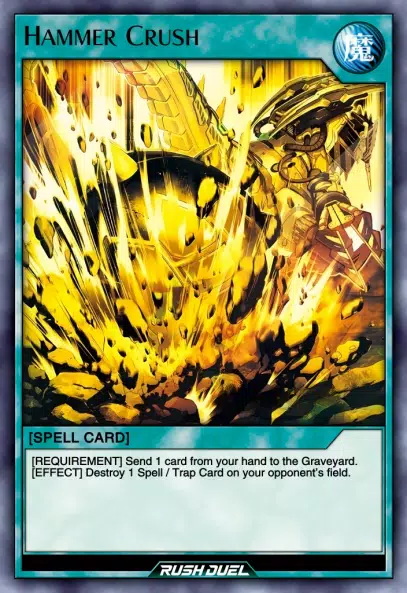 Hammer Crush
魔
[SPELL CARD]
[REQUIREMENT] Send 1 card from your hand to the Graveyard.
[EFFECT] Destroy 1 Spell / Trap Card on your opponent's field.
RUSH DUEL